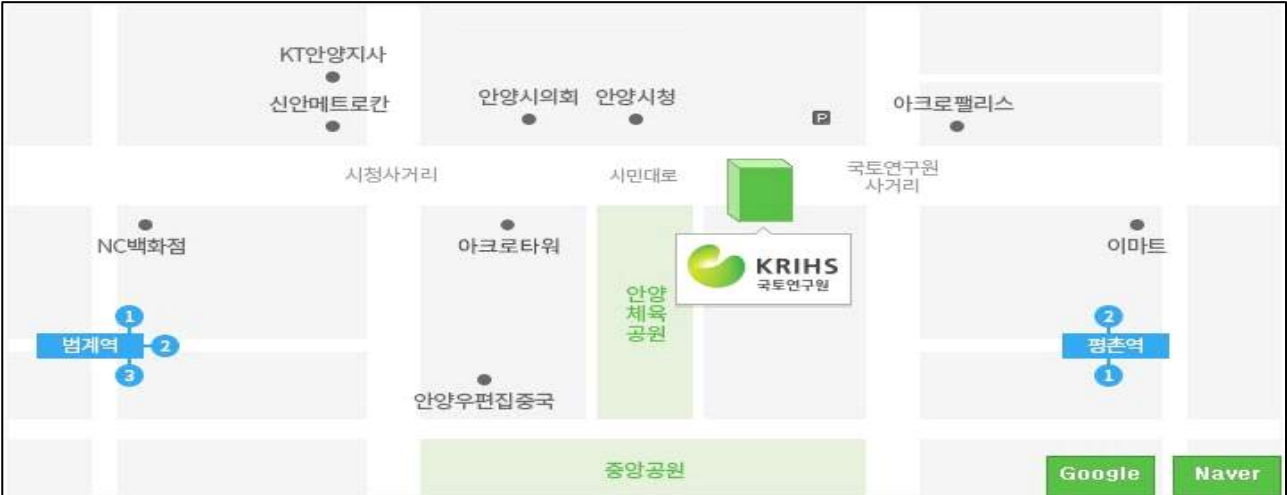 KT안양지사
신안메트로칸
안양시의회
안양시청
P
아크로팰리스
시청사거리
시민대로
국토연구원
사거리
NC백화점
아크로타워
KRIHS
국토연구원
이마트
안양
체육
공원
1
범계역
2
3
2
평촌역
1
안양우편집중국
중앙공원
Google
Naver